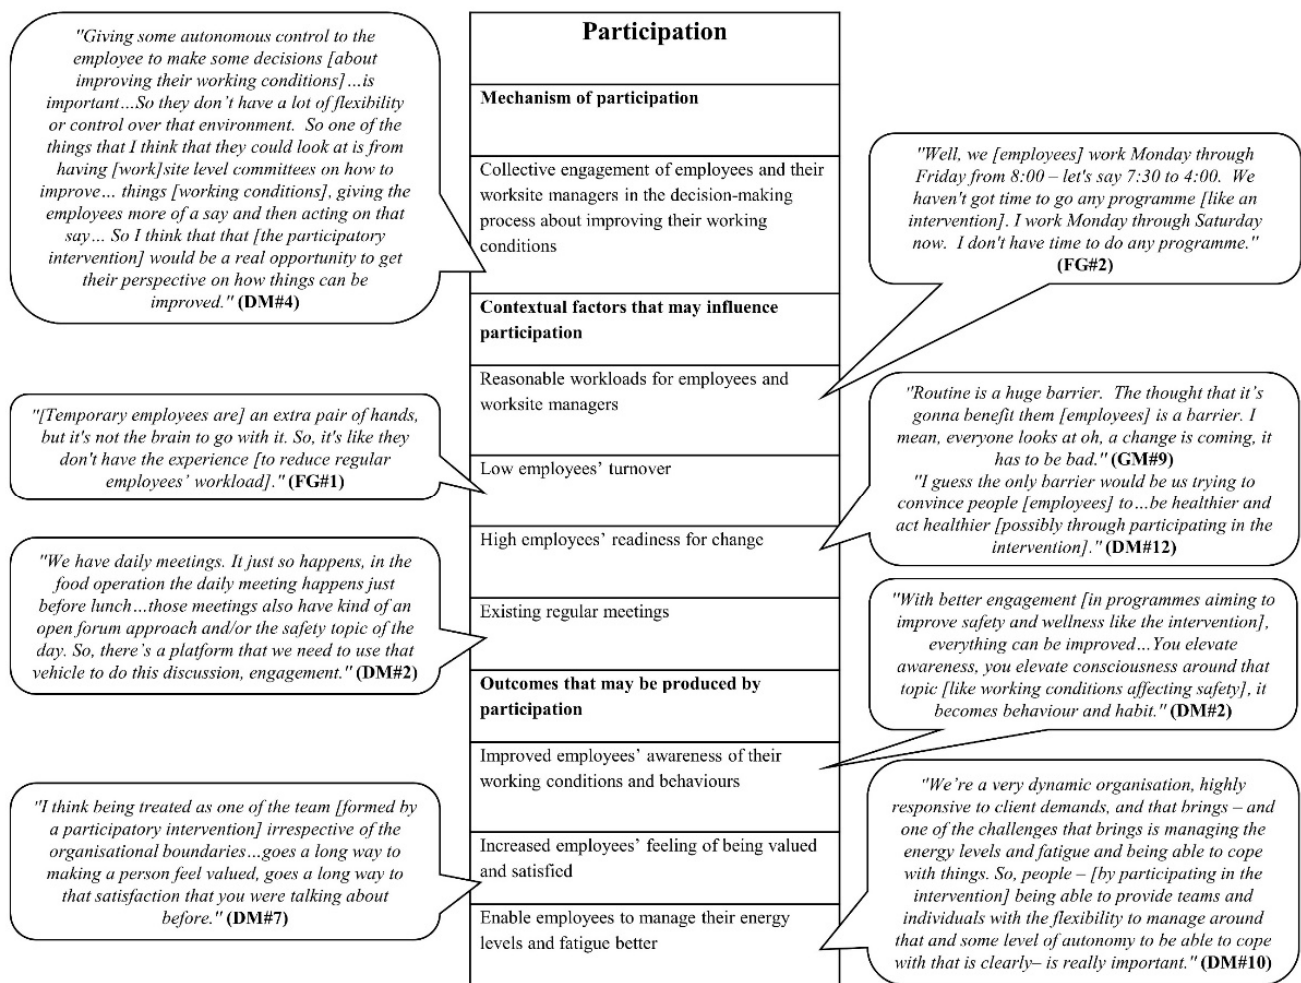 "Giving some autonomous control to the
employee to make some decisions [about
improving their working conditions]…is
important…So they don't have a lot of flexibility
or control over that environment.  So one of the
things that I think that they could look at is from
having [work]site level committees on how to
improve… things [working conditions], giving the
employees more of a say and then acting on that
say… So I think that that [the participatory
intervention] would be a real opportunity to get
their perspective on how things can be
improved." (DM#4)
"[Temporary employees are] an extra pair of hands,
but it's not the brain to go with it. So, it's like they
don't have the experience [to reduce regular
employees' workload]." (FG#1)
"We have daily meetings. It just so happens, in the
food operation the daily meeting happens just
before lunch…those meetings also have kind of an
open forum approach and/or the safety topic of the
day. So, there's a platform that we need to use that
vehicle to do this discussion, engagement." (DM#2)
"I think being treated as one of the team [formed by
a participatory intervention] irrespective of the
organisational boundaries…goes a long way to
making a person feel valued, goes a long way to
that satisfaction that you were talking about
before." (DM#7)
Participation
Mechanism of participation
Collective engagement of employees and their
worksite managers in the decision-making
process about improving their working
conditions
Contextual factors that may influence
participation
Reasonable workloads for employees and
worksite managers
Low employees' turnover
High employees' readiness for change
Existing regular meetings
Outcomes that may be produced by
participation
Improved employees' awareness of their
working conditions and behaviours
Increased employees' feeling of being valued
and satisfied
Enable employees to manage their energy
levels and fatigue better
"Well, we [employees] work Monday through
Friday from 8:00 – let's say 7:30 to 4:00.  We
haven't got time to go any programme [like an
intervention]. I work Monday through Saturday
now.  I don't have time to do any programme."
(FG#2)
"Routine is a huge barrier.  The thought that it's
gonna benefit them [employees] is a barrier. I
mean, everyone looks at oh, a change is coming, it
has to be bad." (GM#9)
"I guess the only barrier would be us trying to
convince people [employees] to…be healthier and
act healthier [possibly through participating in the
intervention]." (DM#12)
"With better engagement [in programmes aiming to
improve safety and wellness like the intervention],
everything can be improved…You elevate
awareness, you elevate consciousness around that
topic [like working conditions affecting safety], it
becomes behaviour and habit." (DM#2)
"We're a very dynamic organisation, highly
responsive to client demands, and that brings – and
one of the challenges that brings is managing the
energy levels and fatigue and being able to cope
with things. So, people – [by participating in the
intervention] being able to provide teams and
individuals with the flexibility to manage around
that and some level of autonomy to be able to cope
with that is clearly– is really important." (DM#10)